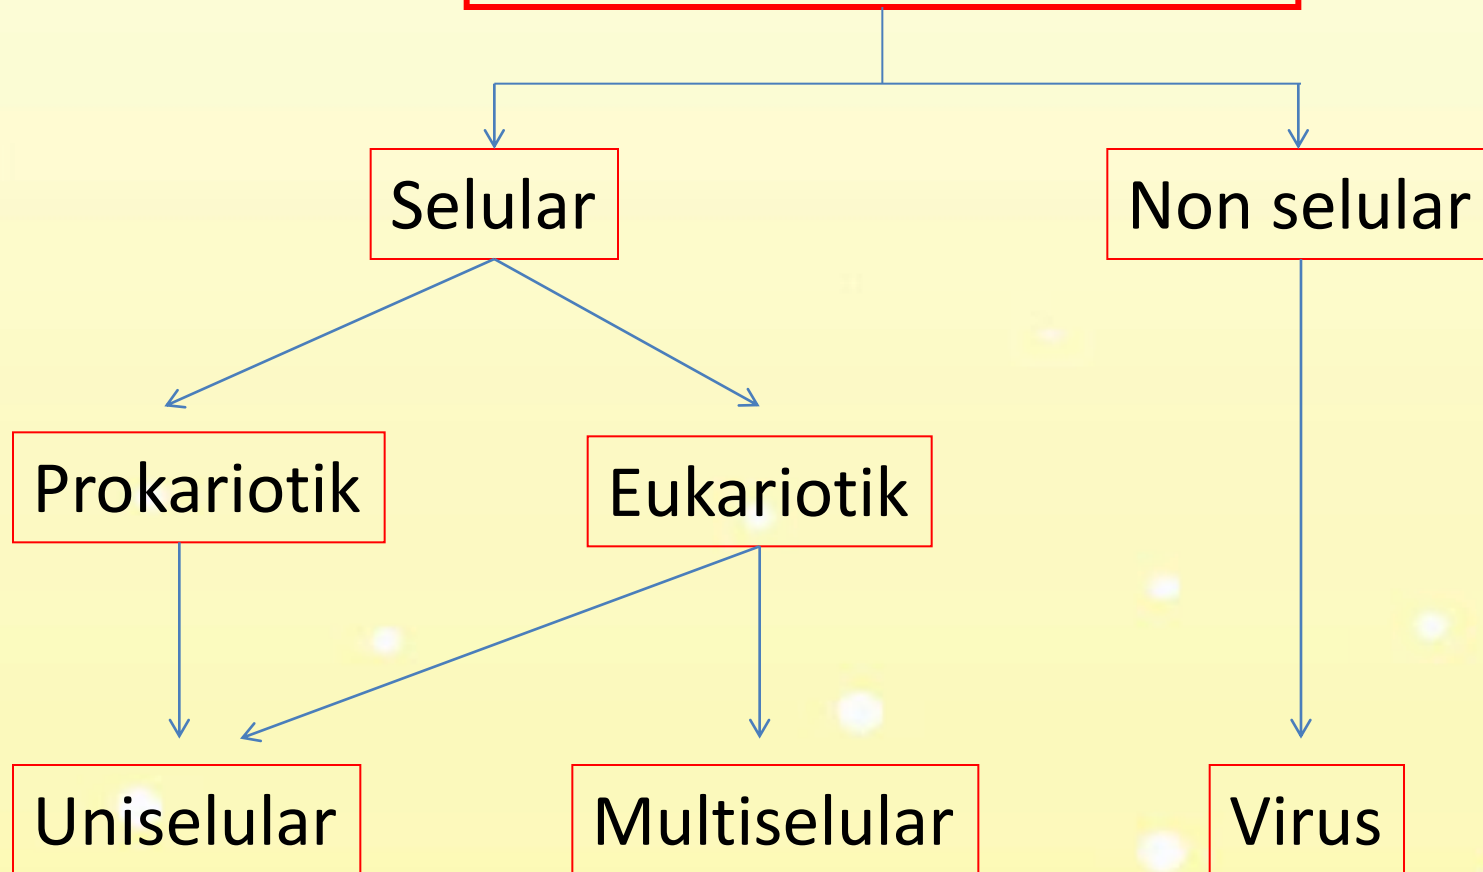 Selular
Non selular
Prokariotik
Eukariotik
Uniselular
Multiselular
Virus